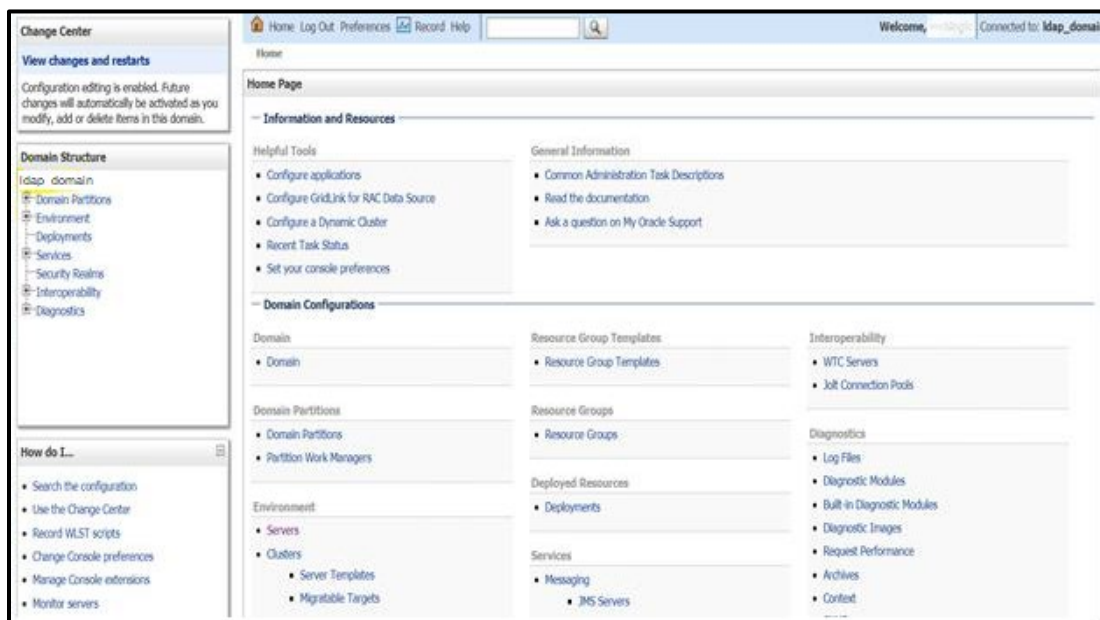 Change Center
View changes and restarts
Configuration editing is enabled. Future
changes will automatically be activated as you
modify, add or delete items in this domain.
Domain Structure
ldap_domain
Domain Partitions
Environment
Deployments
Services
Security Realms
Interoperability
Diagnostics
How do I...
Search the configuration
Use the Change Center
Record WLST scripts
Change Console preferences
Manage Console extensions
Monitor servers
Home Log Out Preferences Record Help
Welcome, Connected to: ldap_domai
Home
Home Page
Information and Resources
Helpful Tools
Configure applications
Configure GridLink for RAC Data Source
Configure a Dynamic Cluster
Recent Task Status
Set your console preferences
General Information
Common Administration Task Descriptions
Read the documentation
Ask a question on My Oracle Support
Domain Configurations
Domain
Domain
Domain Partitions
Domain Partitions
Partition Work Managers
Environment
Servers
Clusters
Server Templates
Migratable Targets
Resource Group Templates
Resource Group Templates
Resource Groups
Resource Groups
Deployed Resources
Deployments
Services
Messaging
JMS Servers
Interoperability
WTC Servers
Jolt Connection Pools
Diagnostics
Log Files
Diagnostic Modules
Built-in Diagnostic Modules
Diagnostic Images
Request Performance
Archives
Context